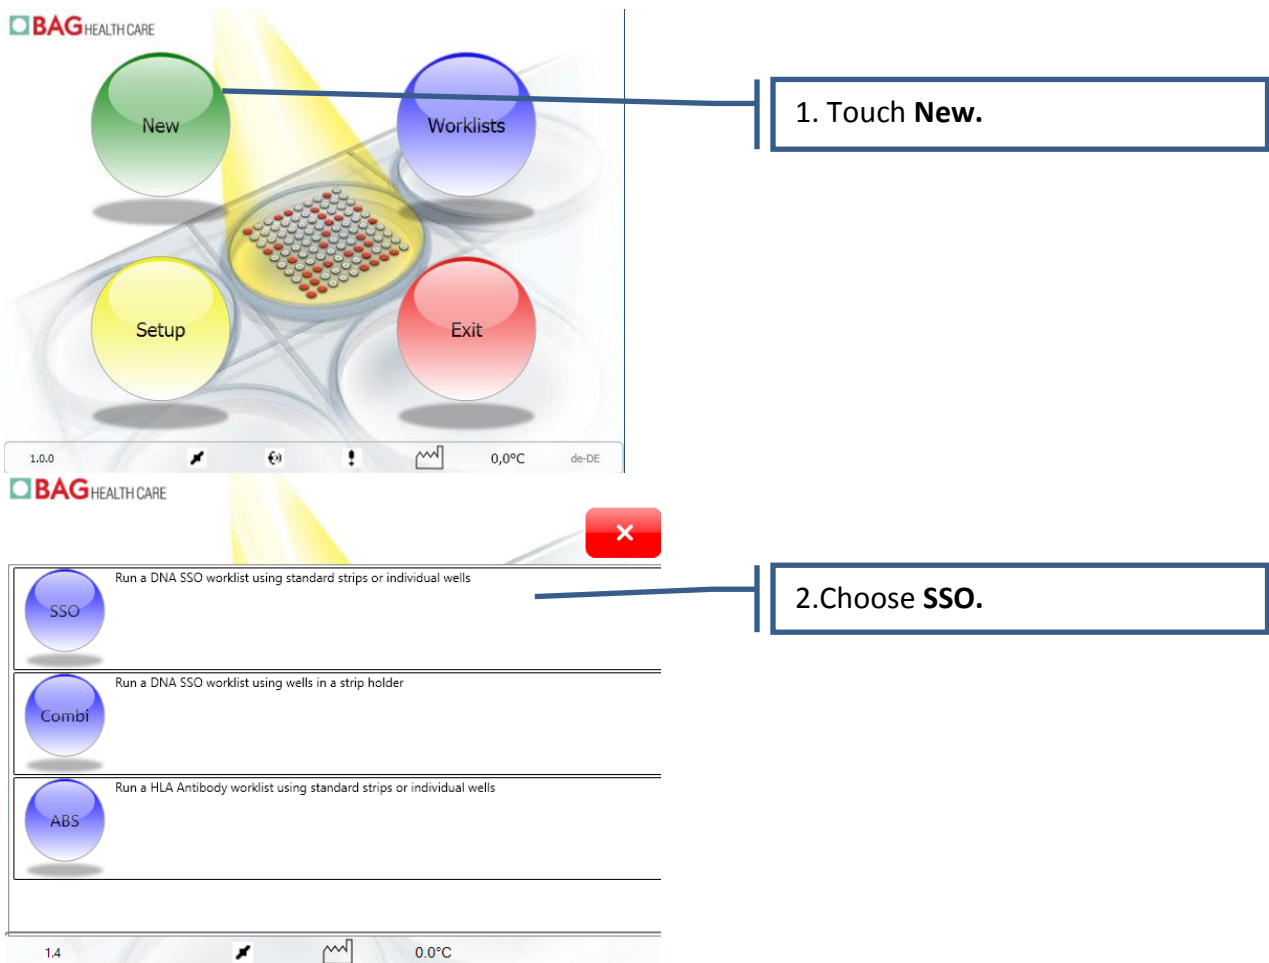 BAG HEALTH CARE
New
Worklists
1. Touch New.
Setup
Exit
1.0.0
0,0°C
de-DE
BAG HEALTH CARE
Run a DNA SSO worklist using standard strips or individual wells
SSO
2.Choose SSO.
Run a DNA SSO worklist using wells in a strip holder
Combi
Run a HLA Antibody worklist using standard strips or individual wells
ABS
1.4
0.0°C